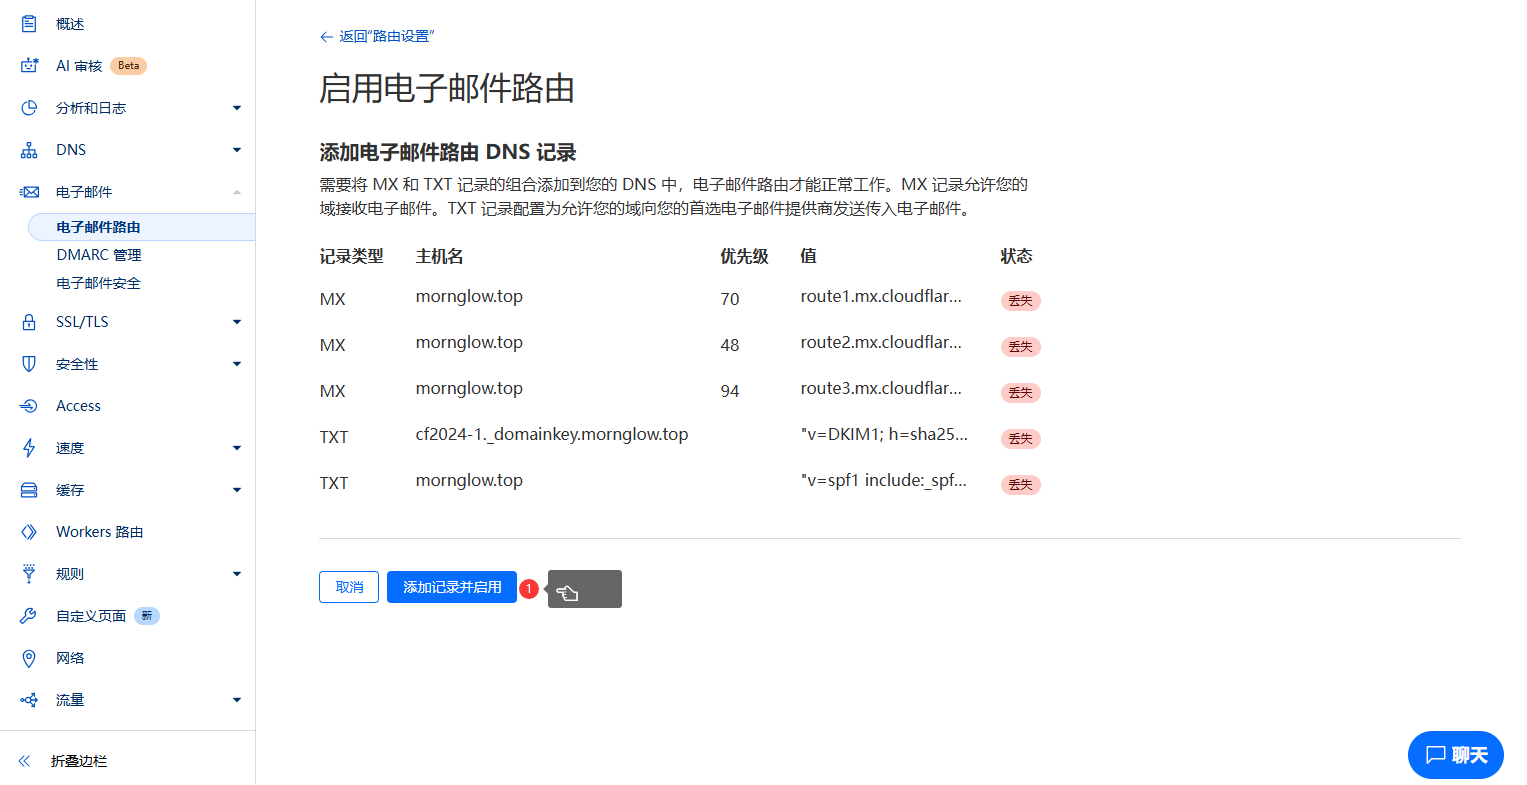 概述
AI 审核 Beta
分析和日志
DNS
电子邮件
电子邮件路由
DMARC 管理
电子邮件安全
SSL/TLS
安全性
Access
速度
缓存
Workers 路由
规则
自定义页面 新
网络
流量
折叠边栏
返回“路由设置”
启用电子邮件路由
添加电子邮件路由 DNS 记录
需要将 MX 和 TXT 记录的组合添加到您的 DNS 中，电子邮件路由才能正常工作。MX 记录允许您的
域接收电子邮件。TXT 记录配置为允许您的域向您的首选电子邮件提供商发送传入电子邮件。
记录类型 主机名 优先级 值 状态
MX mornglow.top 70 route1.mx.cloudflar... 丢失
MX mornglow.top 48 route2.mx.cloudflar... 丢失
MX mornglow.top 94 route3.mx.cloudflar... 丢失
TXT cf2024-1._domainkey.mornglow.top "v=DKIM1; h=sha25... 丢失
TXT mornglow.top "v=spf1 include:_spf... 丢失
取消 添加记录并启用 1
聊天